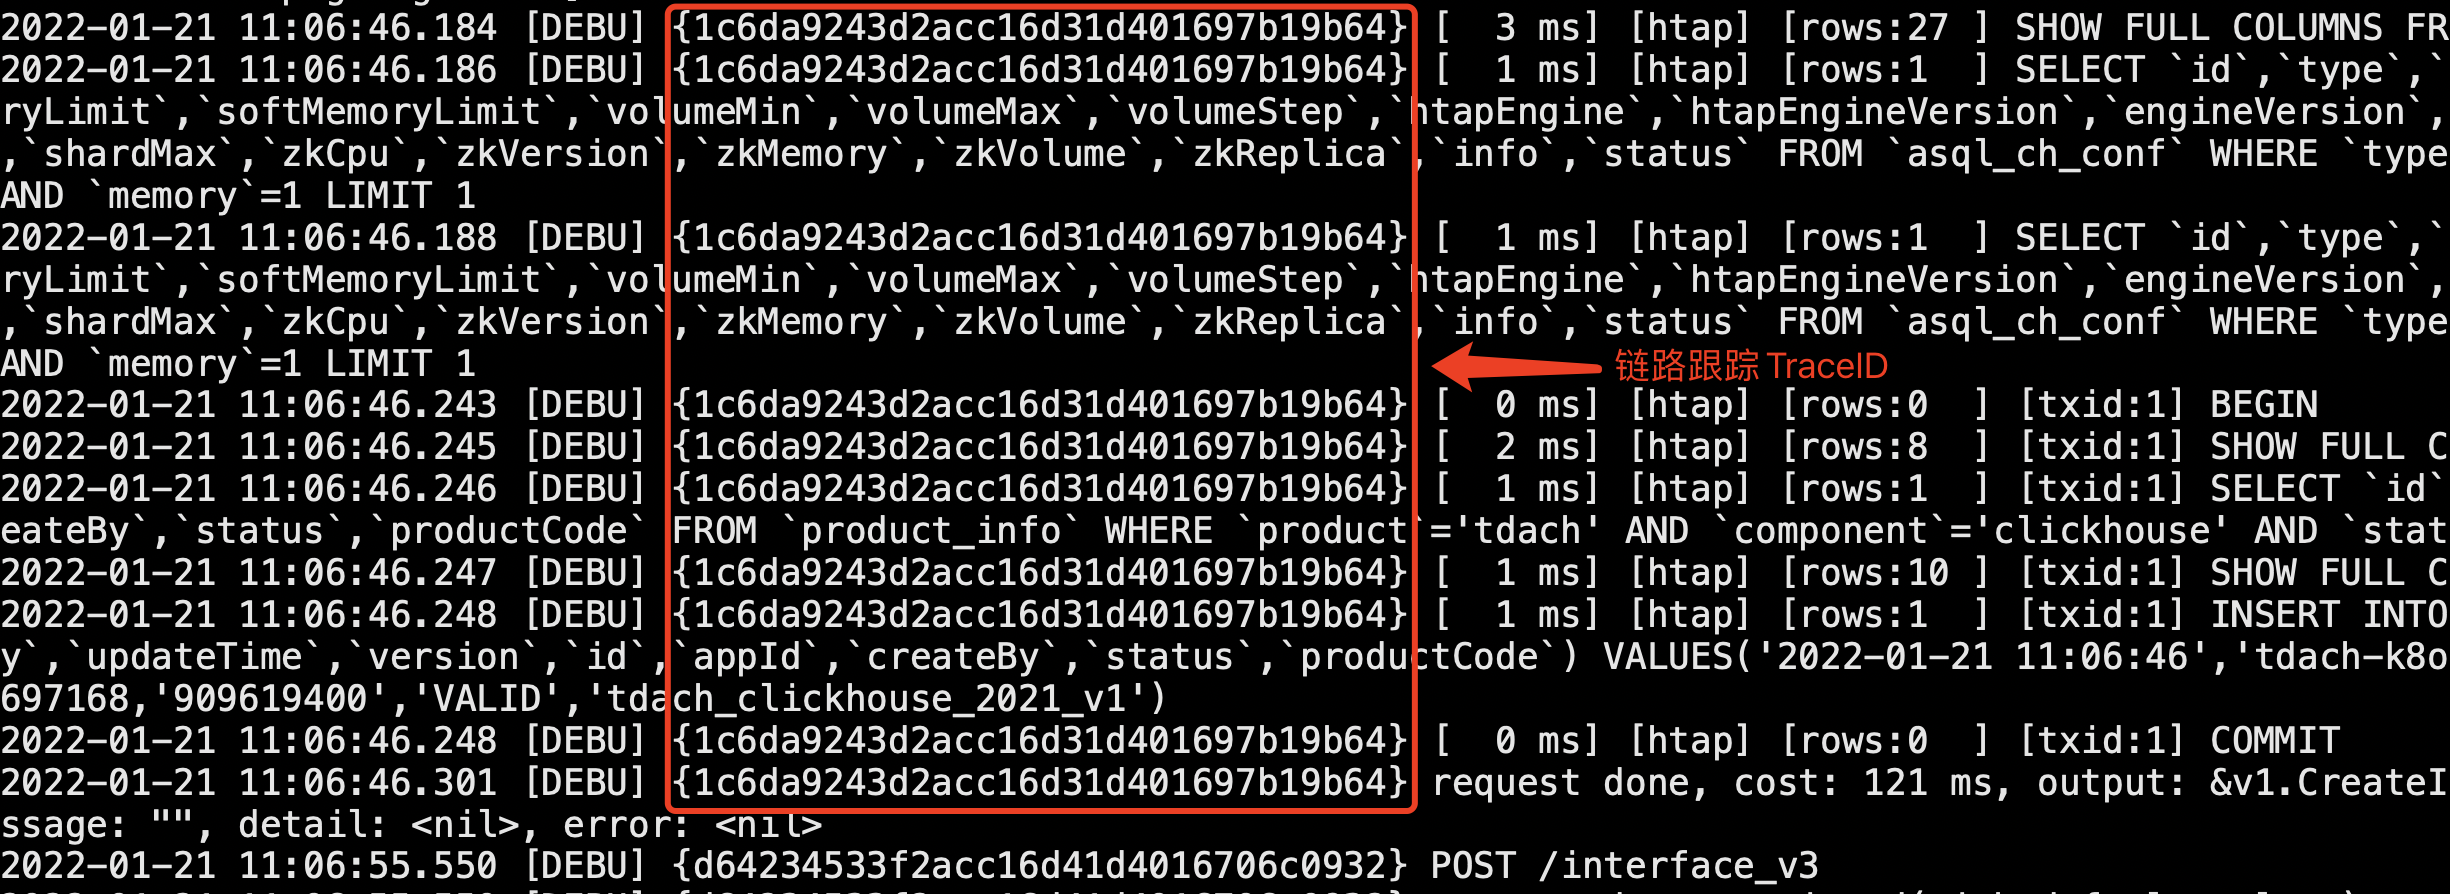 2022-01-21 11:06:46.184 [DEBU] {1c6da9243d2acc16d31d401697b19b64} [  3 ms] [htap] [rows:27 ] SHOW FULL COLUMNS FR
2022-01-21 11:06:46.186 [DEBU] {1c6da9243d2acc16d31d401697b19b64} [  1 ms] [htap] [rows:1  ] SELECT `id`,`type`,`
ryLimit`,`softMemoryLimit`,`volumeMin`,`volumeMax`,`volumeStep`,`htapEngine`,`htapEngineVersion`,`engineVersion`,
,`shardMax`,`zkCpu`,`zkVersion`,`zkMemory`,`zkVolume`,`zkReplica`,`info`,`status` FROM `asql_ch_conf` WHERE `type
AND `memory`=1 LIMIT 1
2022-01-21 11:06:46.188 [DEBU] {1c6da9243d2acc16d31d401697b19b64} [  1 ms] [htap] [rows:1  ] SELECT `id`,`type`,`
ryLimit`,`softMemoryLimit`,`volumeMin`,`volumeMax`,`volumeStep`,`htapEngine`,`htapEngineVersion`,`engineVersion`,
,`shardMax`,`zkCpu`,`zkVersion`,`zkMemory`,`zkVolume`,`zkReplica`,`info`,`status` FROM `asql_ch_conf` WHERE `type
AND `memory`=1 LIMIT 1
链路跟踪 TraceID
2022-01-21 11:06:46.243 [DEBU] {1c6da9243d2acc16d31d401697b19b64} [  0 ms] [htap] [rows:0  ] [txid:1] BEGIN
2022-01-21 11:06:46.245 [DEBU] {1c6da9243d2acc16d31d401697b19b64} [  2 ms] [htap] [rows:8  ] [txid:1] SHOW FULL C
2022-01-21 11:06:46.246 [DEBU] {1c6da9243d2acc16d31d401697b19b64} [  1 ms] [htap] [rows:1  ] [txid:1] SELECT `id`
eateBy`,`status`,`productCode` FROM `product_info` WHERE `product`='tdach' AND `component`='clickhouse' AND `stat
2022-01-21 11:06:46.247 [DEBU] {1c6da9243d2acc16d31d401697b19b64} [  1 ms] [htap] [rows:10 ] [txid:1] SHOW FULL C
2022-01-21 11:06:46.248 [DEBU] {1c6da9243d2acc16d31d401697b19b64} [  1 ms] [htap] [rows:1  ] [txid:1] INSERT INTO
y`,`updateTime`,`version`,`id`,`appId`,`createBy`,`status`,`productCode`) VALUES('2022-01-21 11:06:46','tdach-k8o
697168,'909619400','VALID','tdach_clickhouse_2021_v1')
2022-01-21 11:06:46.248 [DEBU] {1c6da9243d2acc16d31d401697b19b64} [  0 ms] [htap] [rows:0  ] [txid:1] COMMIT
2022-01-21 11:06:46.301 [DEBU] {1c6da9243d2acc16d31d401697b19b64} request done, cost: 121 ms, output: &v1.CreateI
ssage: "", detail: <nil>, error: <nil>
2022-01-21 11:06:55.550 [DEBU] {d64234533f2acc16d41d4016706c0932} POST /interface_v3